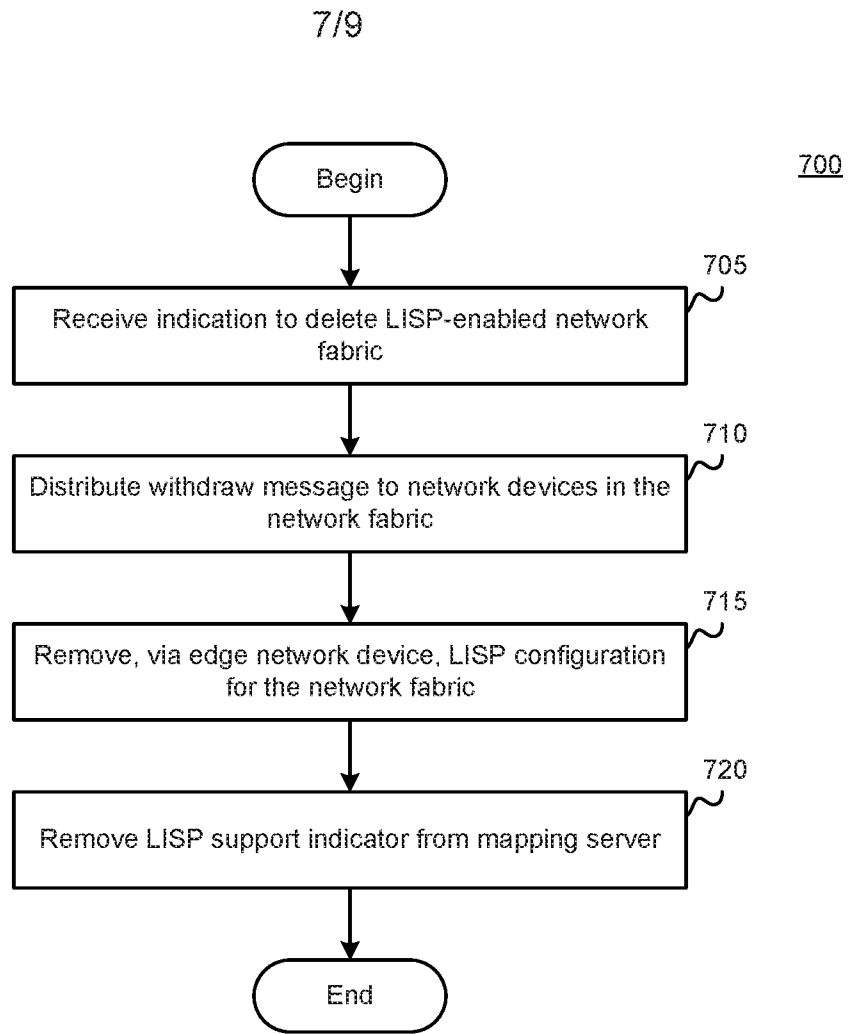 7/9
Begin
700
705
Receive indication to delete LISP-enabled network
fabric
710
Distribute withdraw message to network devices in the
network fabric
715
Remove, via edge network device, LISP configuration
for the network fabric
720
Remove LISP support indicator from mapping server
End